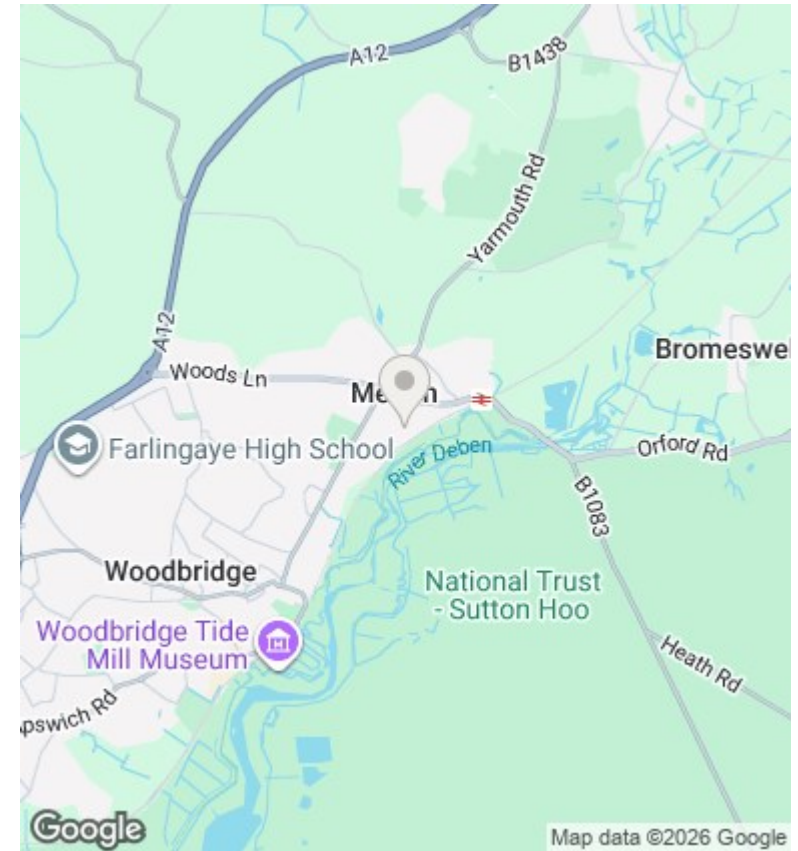 A12
B1438
Yarmouth Rd
A12
Bromeswel
Woods Ln
Farlingaye High School
River Deben
Orford Rd
B1083
Woodbridge
National Trust
- Sutton Hoo
Woodbridge Tide
Mill Museum
Heath Rd
pswich Rd
Google
Map data ©2026 Google